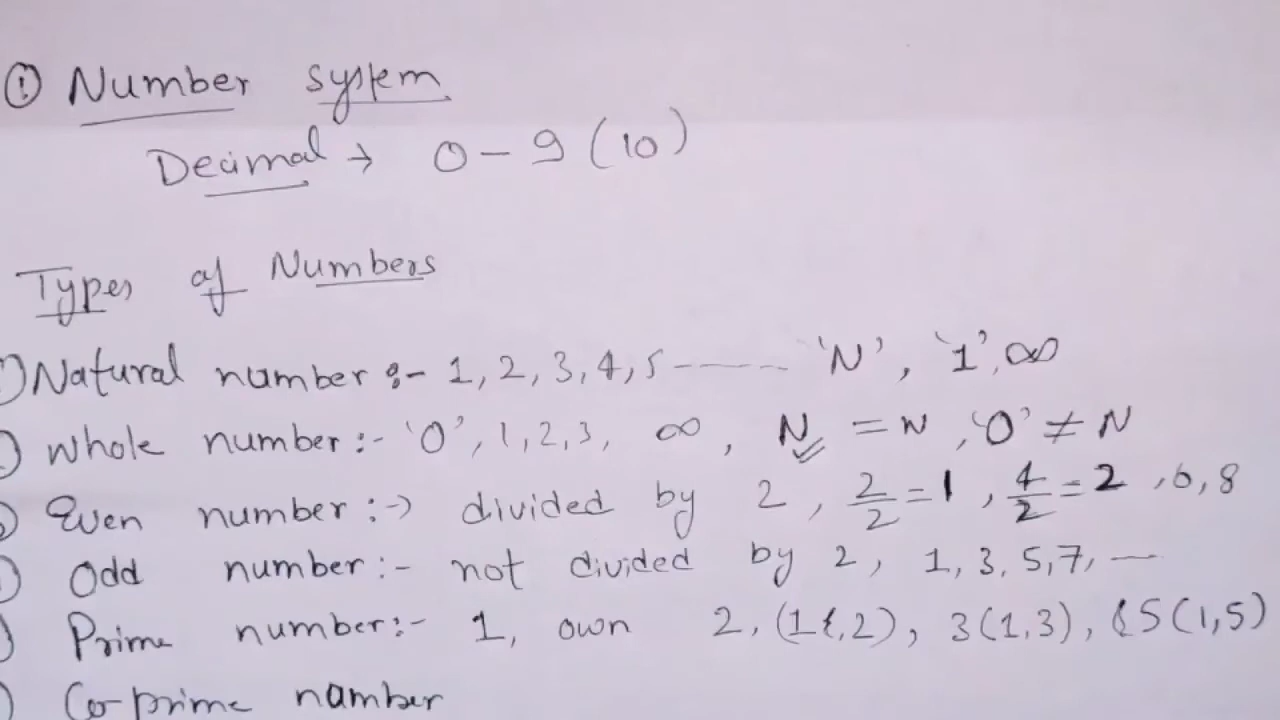 ① Number system
Decimal → 0 - 9 (10)
Types of Numbers
Natural number :- 1, 2, 3, 4, 5 ------- 'N', '1', ∞
whole number :- '0', 1, 2, 3, ∞, N = N, '0' ≠ N
Even number :-> divided by 2, 2/2 = 1, 4/2 = 2, 6, 8
Odd number :- not divided by 2, 1, 3, 5, 7, —
Prime number :- 1, own 2, (1, 2), 3 (1, 3), 5 (1, 5)
Co-prime number